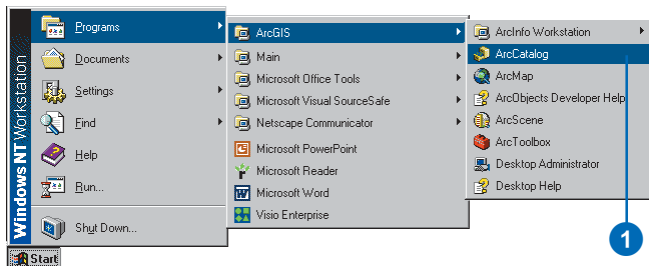 Windows NT Workstation
Programs
Documents
Settings
Find
Help
Run...
Shut Down...
Start
ArcGIS
Main
Microsoft Office Tools
Microsoft Visual SourceSafe
Netscape Communicator
Microsoft PowerPoint
Microsoft Reader
Microsoft Word
Visio Enterprise
ArcInfo Workstation
ArcCatalog
ArcMap
ArcObjects Developer Help
ArcScene
ArcToolbox
Desktop Administrator
Desktop Help
1